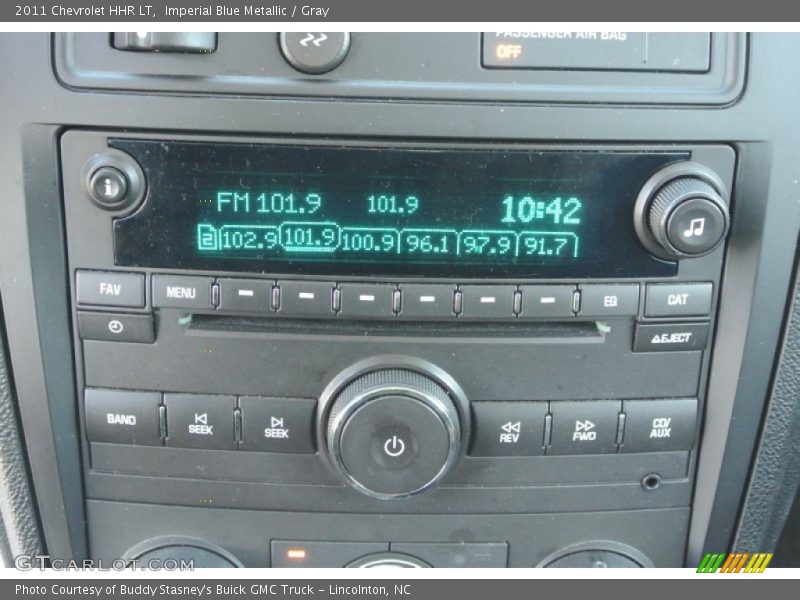 2011 Chevrolet HHR LT,  Imperial Blue Metallic / Gray
PASSENGER AIR BAG
OFF
i
FM 101.9 101.9 10:42
2 102.9 101.9 100.9 96.1 97.9 91.7
FAV MENU EQ CAT
EJECT
BAND SEEK SEEK REV FWD CD/AUX
GTCARLOT.COM
Photo Courtesy of Buddy Stasney's Buick GMC Truck – Lincolnton, NC